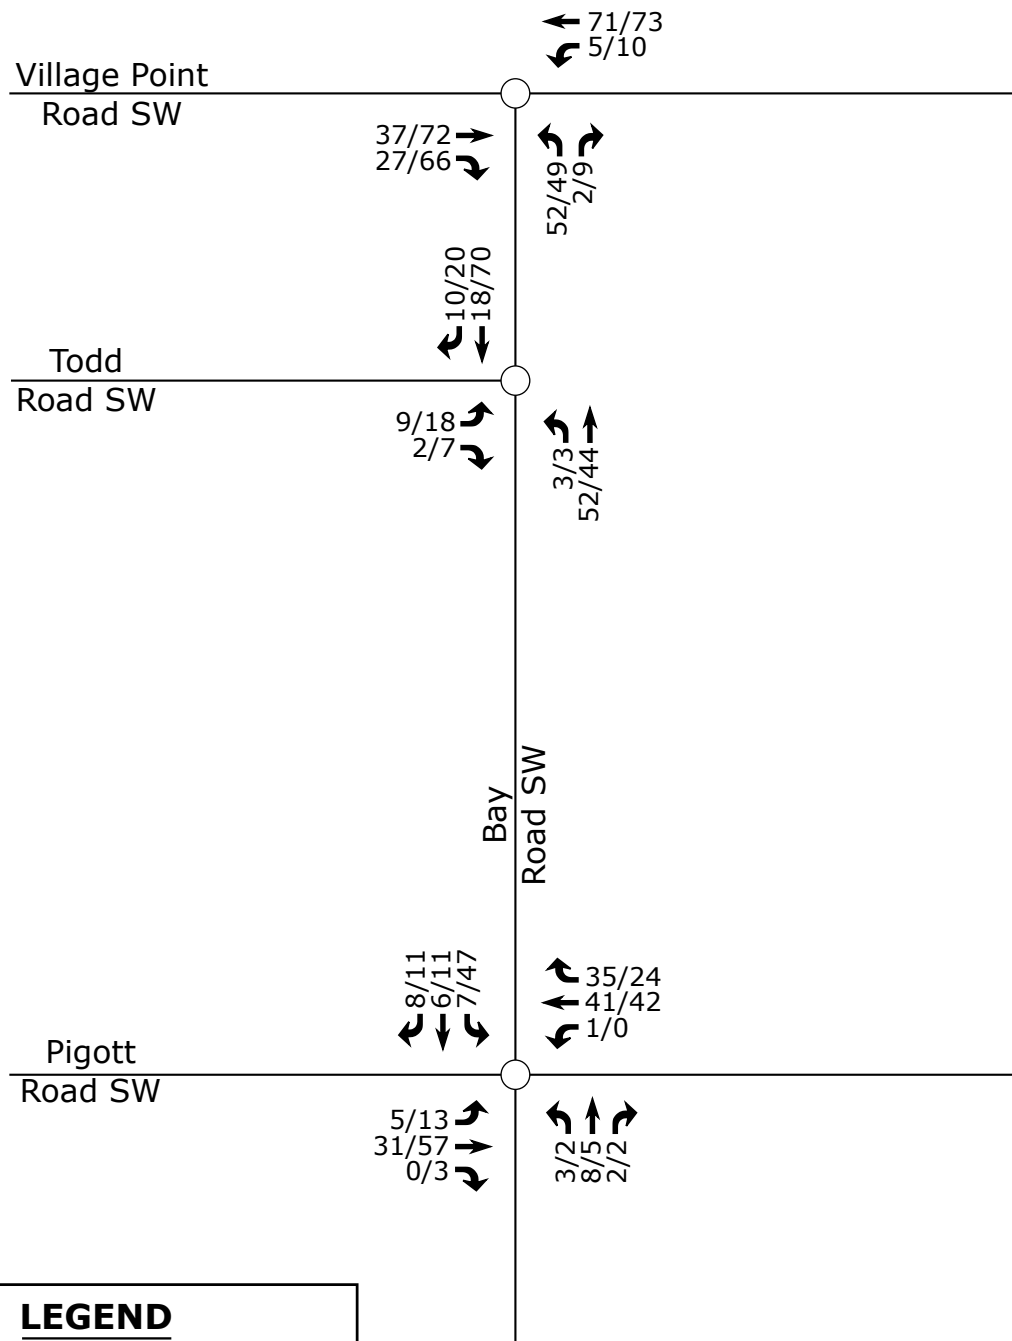 71/73
5/10
Village Point
Road SW
37/72
27/66
52/49
2/9
10/20
18/70
Todd
Road SW
9/18
2/7
3/3
52/44
Bay
Road SW
8/11
6/11
7/47
35/24
41/42
1/0
Pigott
Road SW
5/13
31/57
0/3
3/2
8/5
2/2
LEGEND